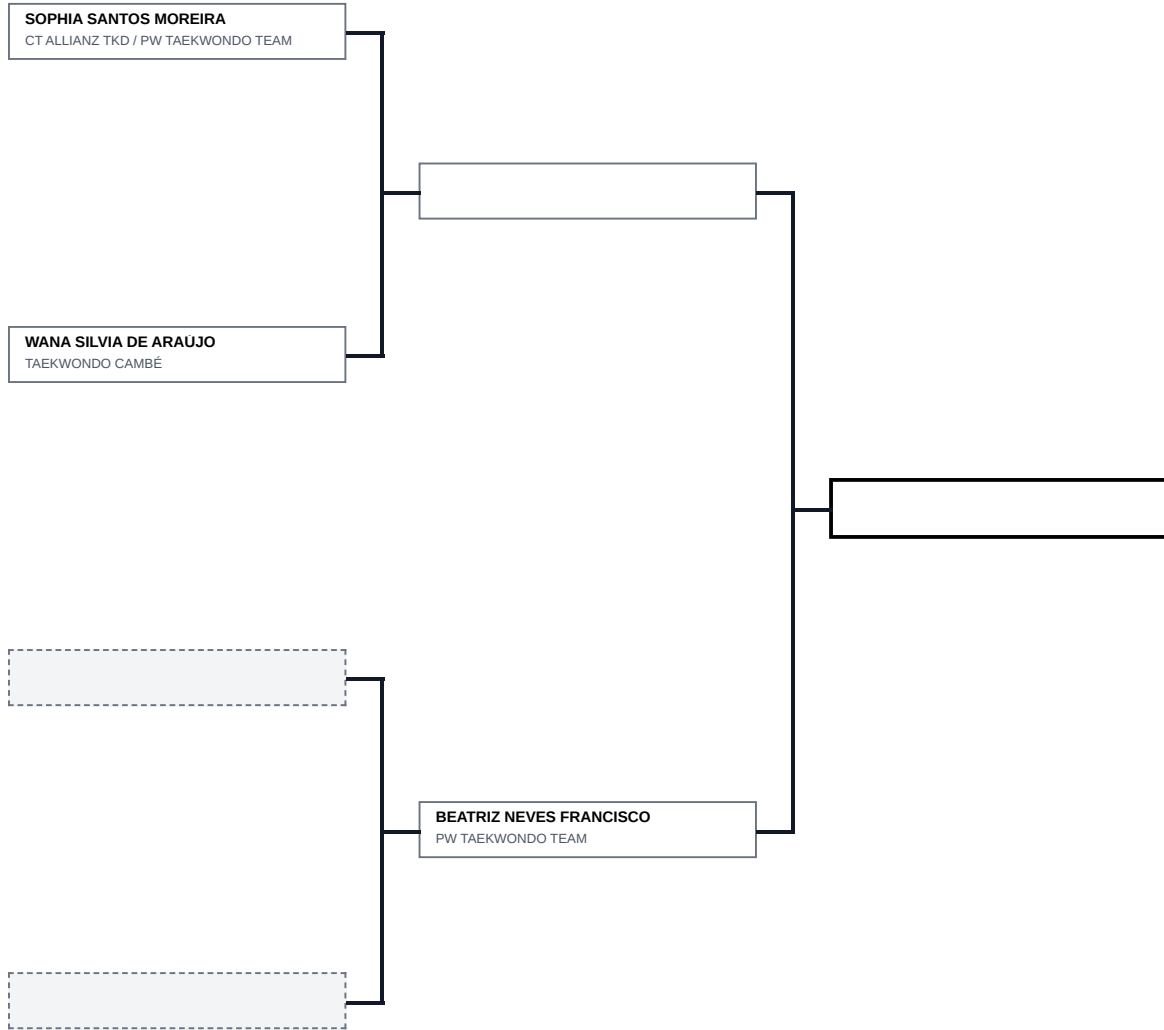 SOPHIA SANTOS MOREIRA
CT ALLIANZ TKD / PW TAEKWONDO TEAM
WANA SILVIA DE ARAÚJO
TAEKWONDO CAMBÉ
BEATRIZ NEVES FRANCISCO
PW TAEKWONDO TEAM